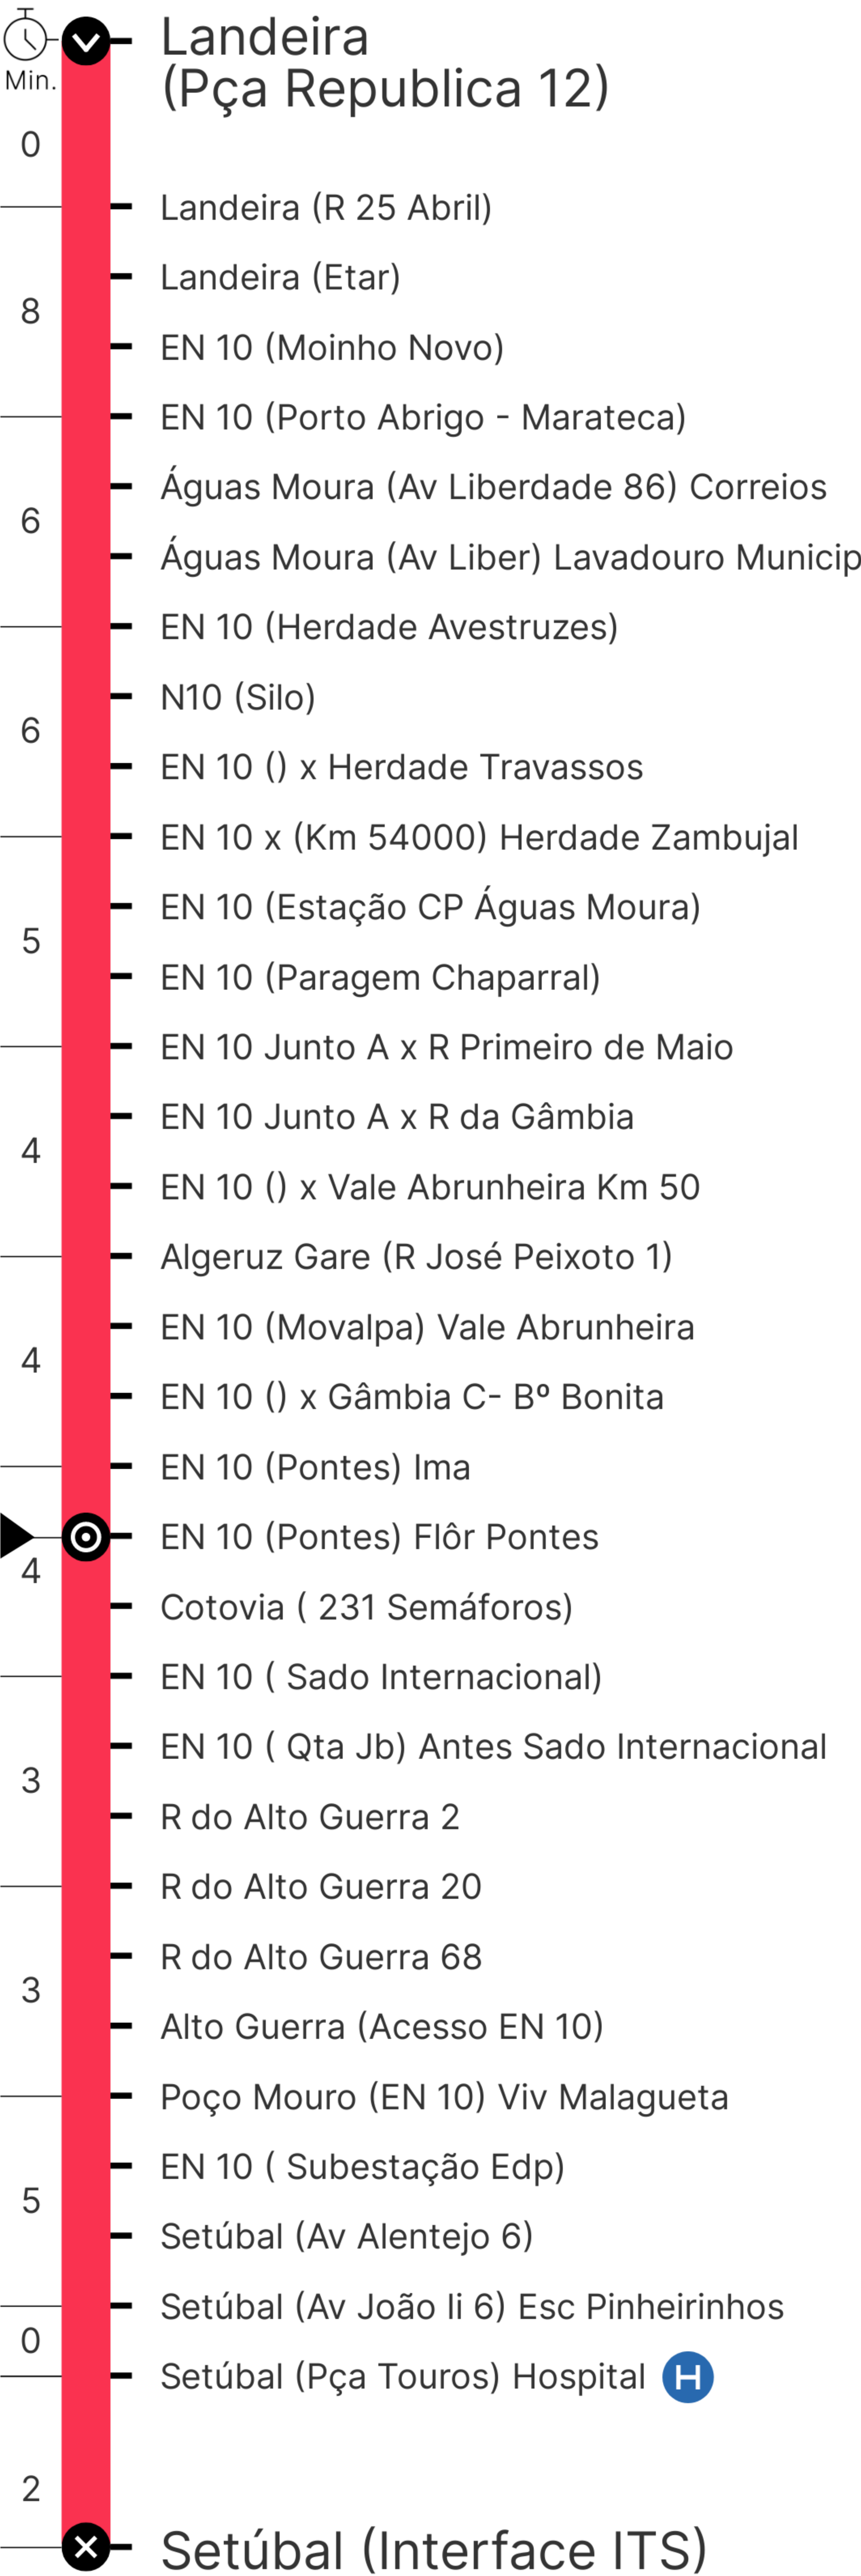 Landeira
(Pça Republica 12)
Min.
0
Landeira (R 25 Abril)
Landeira (Etar)
8
EN 10 (Moinho Novo)
EN 10 (Porto Abrigo - Marateca)
Águas Moura (Av Liberdade 86) Correios
6
Águas Moura (Av Liber) Lavadouro Municip
EN 10 (Herdade Avestruzes)
N10 (Silo)
6
EN 10 () x Herdade Travassos
EN 10 x (Km 54000) Herdade Zambujal
EN 10 (Estação CP Águas Moura)
5
EN 10 (Paragem Chaparral)
EN 10 Junto A x R Primeiro de Maio
EN 10 Junto A x R da Gâmbia
4
EN 10 () x Vale Abrunheira Km 50
Algeruz Gare (R José Peixoto 1)
EN 10 (Movalpa) Vale Abrunheira
4
EN 10 () x Gâmbia C- Bº Bonita
EN 10 (Pontes) Ima
EN 10 (Pontes) Flôr Pontes
4
Cotovia ( 231 Semáforos)
EN 10 ( Sado Internacional)
EN 10 ( Qta Jb) Antes Sado Internacional
3
R do Alto Guerra 2
R do Alto Guerra 20
R do Alto Guerra 68
3
Alto Guerra (Acesso EN 10)
Poço Mouro (EN 10) Viv Malagueta
EN 10 ( Subestação Edp)
5
Setúbal (Av Alentejo 6)
Setúbal (Av João Ii 6) Esc Pinheirinhos
0
Setúbal (Pça Touros) Hospital H
2
Setúbal (Interface ITS)